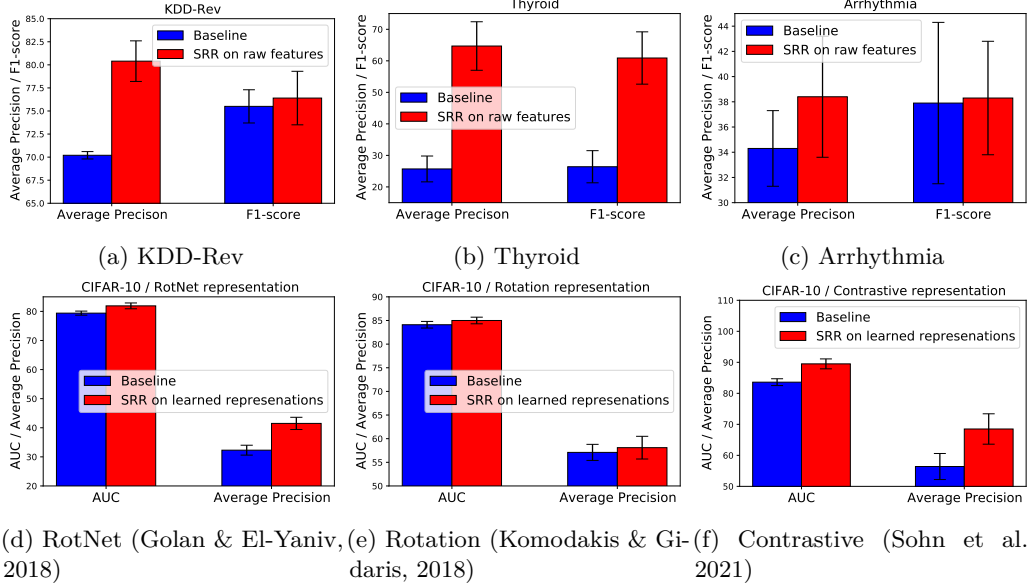 KDD-Rev
Average Precision / F1-score
85.0
82.5
80.0
77.5
75.0
72.5
70.0
67.5
65.0
Baseline
SRR on raw features
Average Precison
F1-score
(a) KDD-Rev
Thyroid
Average Precision / F1-score
70
60
50
40
30
20
Baseline
SRR on raw features
Average Precision
F1-score
(b) Thyroid
Arrhythmia
Average Precision / F1-score
44
42
40
38
36
34
32
30
Baseline
SRR on raw features
Average Precision
F1-score
(c) Arrhythmia
CIFAR-10 / RotNet representation
AUC / Average Precision
80
70
60
50
40
30
20
Baseline
SRR on learned represenations
AUC
Average Precision
(d) RotNet (Golan & El-Yaniv,
2018)
CIFAR-10 / Rotation representation
AUC / Average Precision
90
85
80
75
70
65
60
55
50
Baseline
SRR on learned represenations
AUC
Average Precision
(e) Rotation (Komodakis & Gi-
daris, 2018)
CIFAR-10 / Contrastive representation
AUC / Average Precision
110
100
90
80
70
60
50
Baseline
SRR on learned represenations
AUC
Average Precision
(f) Contrastive (Sohn et al.
2021)